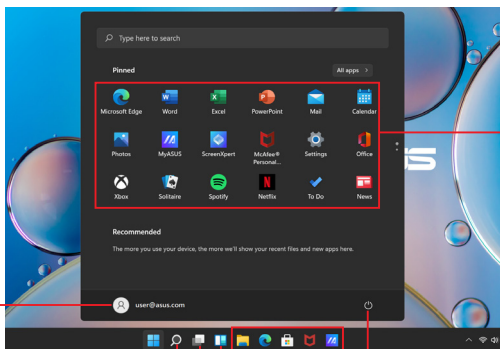 Type here to search
Pinned
All apps >
Microsoft Edge
Word
Excel
PowerPoint
Mail
Calendar
Photos
MyASUS
ScreenXpert
McAfee®
Personal...
Settings
Office
Xbox
Solitaire
Spotify
Netflix
To Do
News
Recommended
The more you use your device, the more we'll show your recent files and new apps here.
user@asus.com